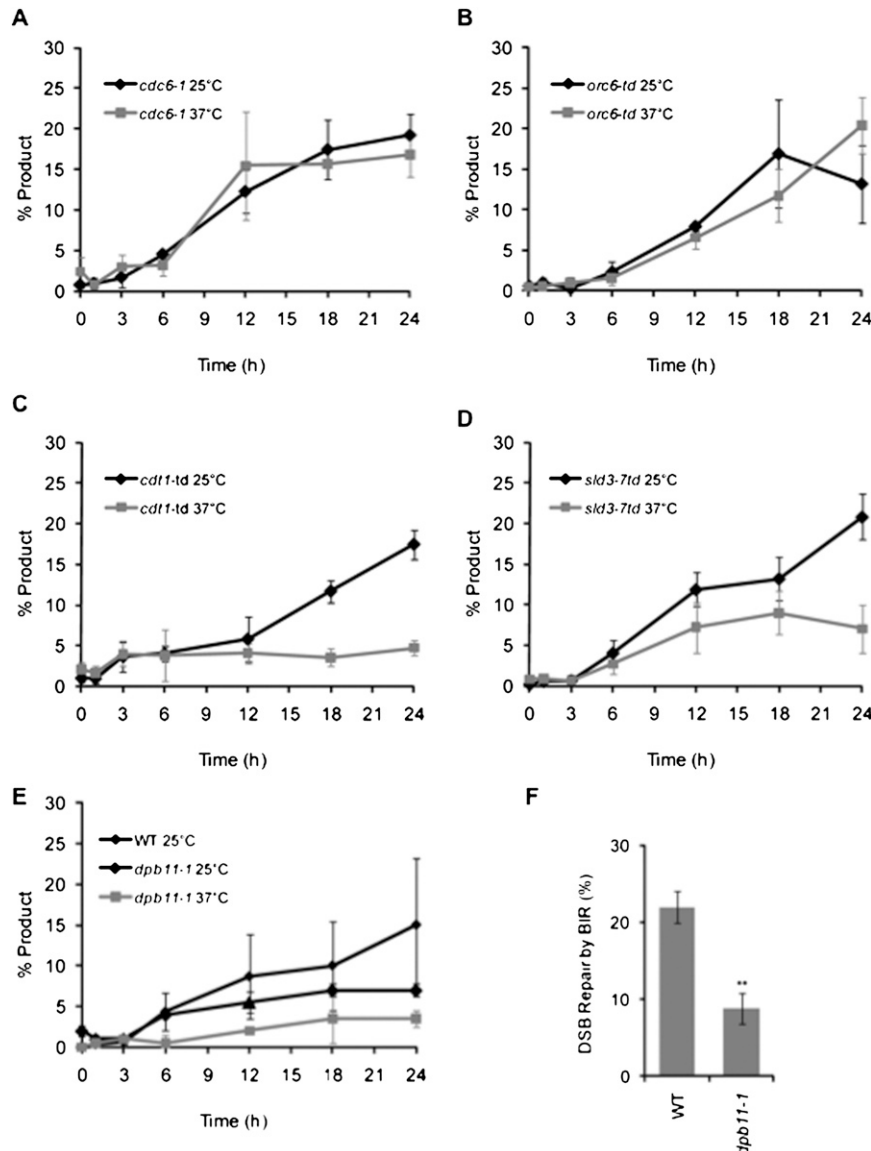 A
30
25
20
15
10
5
0
% Product
cdc6-1 25°C
cdc6-1 37°C
0 3 6 9 12 15 18 21 24
Time (h)
B
30
25
20
15
10
5
0
% Product
orc6-td 25°C
orc6-td 37°C
0 3 6 9 12 15 18 21 24
Time (h)
C
30
25
20
15
10
5
0
% Product
cdt1-td 25°C
cdt1-td 37°C
0 3 6 9 12 15 18 21 24
Time (h)
D
30
25
20
15
10
5
0
% Product
sld3-7td 25°C
sld3-7td 37°C
0 3 6 9 12 15 18 21 24
Time (h)
E
30
25
20
15
10
5
0
% Product
WT 25°C
dpb11-1 25°C
dpb11-1 37°C
0 3 6 9 12 15 18 21 24
Time (h)
F
30
20
10
0
DSB Repair by BIR (%)
**
WT
dpb11-1